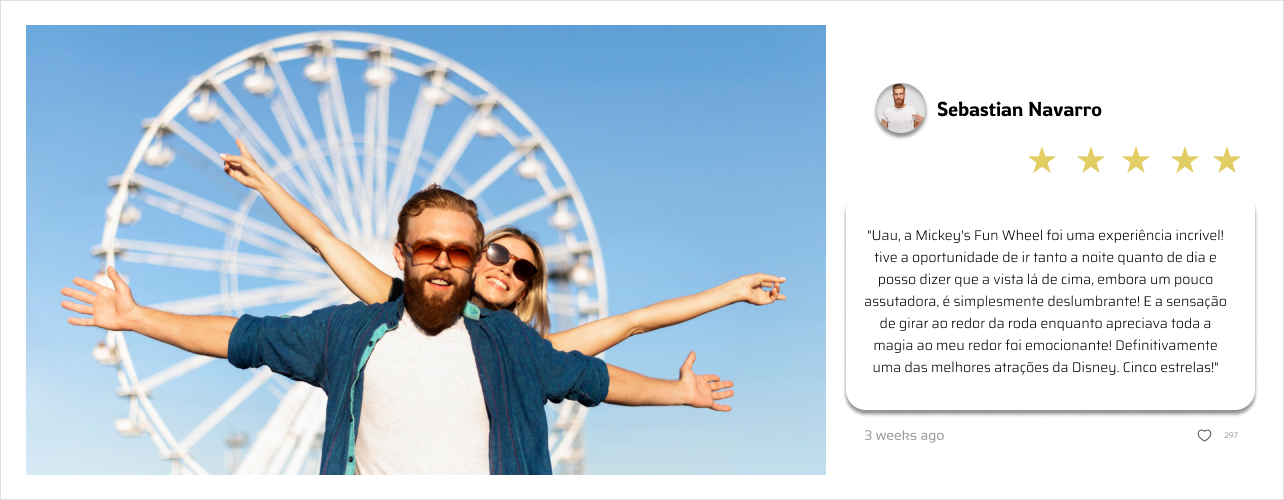 Sebastian Navarro
"Uau, a Mickey's Fun Wheel foi uma experiência incrível!
tive a oportunidade de ir tanto a noite quanto de dia e
posso dizer que a vista lá de cima, embora um pouco
assutadora, é simplesmente deslumbrante! E a sensação
de girar ao redor da roda enquanto apreciava toda a
magia ao meu redor foi emocionante! Definitivamente
uma das melhores atrações da Disney. Cinco estrelas!"
3 weeks ago
297